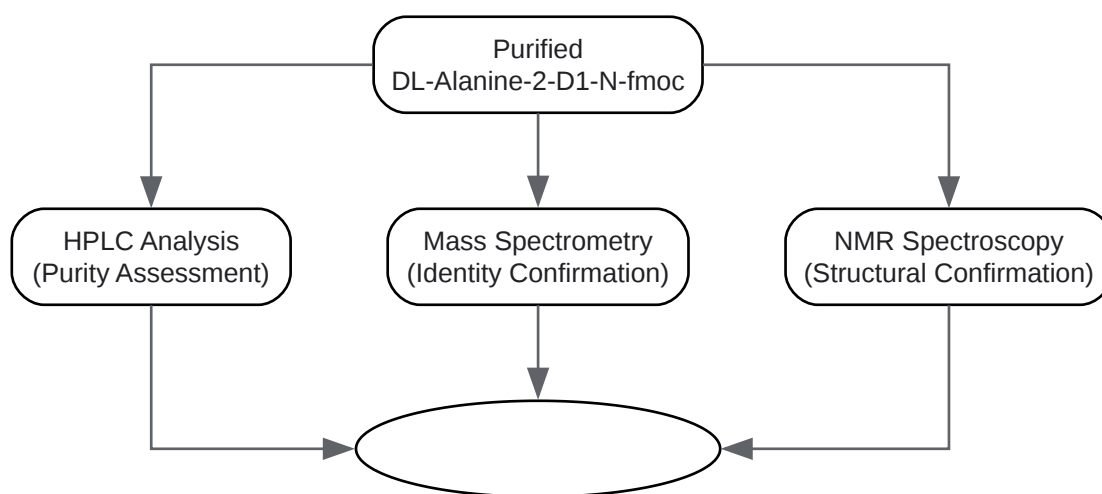 Purified
DL-Alanine-2-D1-N-fmoc
HPLC Analysis
(Purity Assessment)
Mass Spectrometry
(Identity Confirmation)
NMR Spectroscopy
(Structural Confirmation)